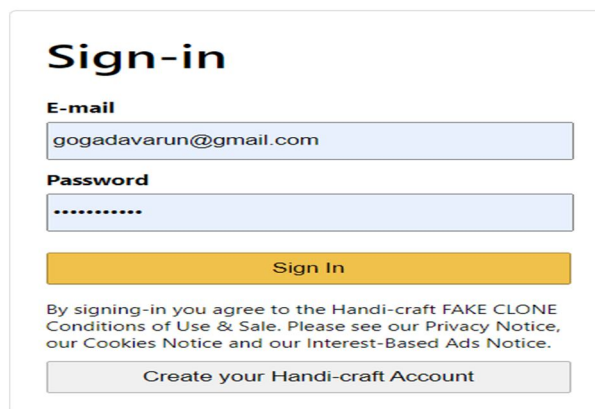 Sign-in
E-mail
gogadavarun@gmail.com
Password
•••••••••••
Sign In
By signing-in you agree to the Handi-craft FAKE CLONE
Conditions of Use & Sale. Please see our Privacy Notice,
our Cookies Notice and our Interest-Based Ads Notice.
Create your Handi-craft Account